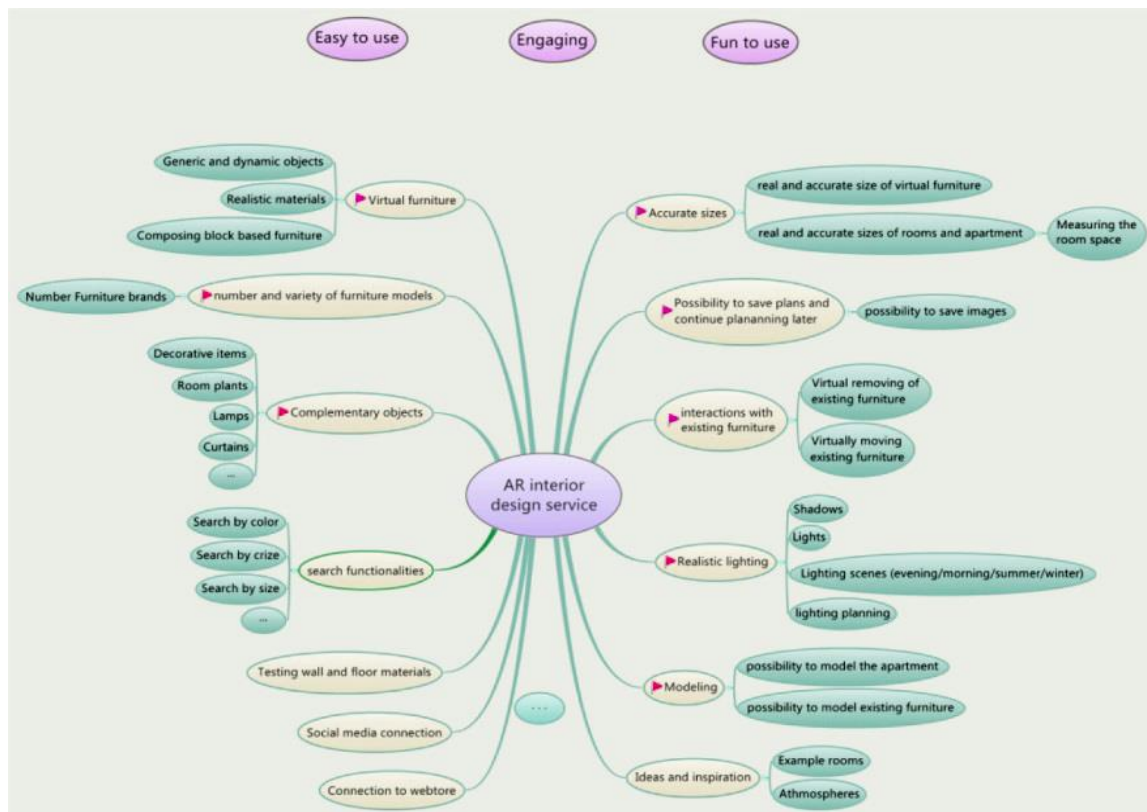 Easy to use
Engaging
Fun to use
Generic and dynamic objects
Realistic materials
Composing block based furniture
Virtual furniture
Number Furniture brands
number and variety of furniture models
Decorative items
Room plants
Lamps
Curtains
...
Complementary objects
Search by color
Search by crize
Search by size
...
search functionalities
Testing wall and floor materials
Social media connection
Connection to webtore
AR interior
design service
...
Accurate sizes
real and accurate size of virtual furniture
real and accurate sizes of rooms and apartment
Measuring the
room space
Possibility to save plans and
continue plananning later
possibility to save images
interactions with
existing furniture
Virtual removing of
existing furniture
Virtually moving
existing furniture
Realistic lighting
Shadows
Lights
Lighting scenes (evening/morning/summer/winter)
lighting planning
Modeling
possibility to model the apartment
possibility to model existing furniture
Ideas and inspiration
Example rooms
Athmospheres